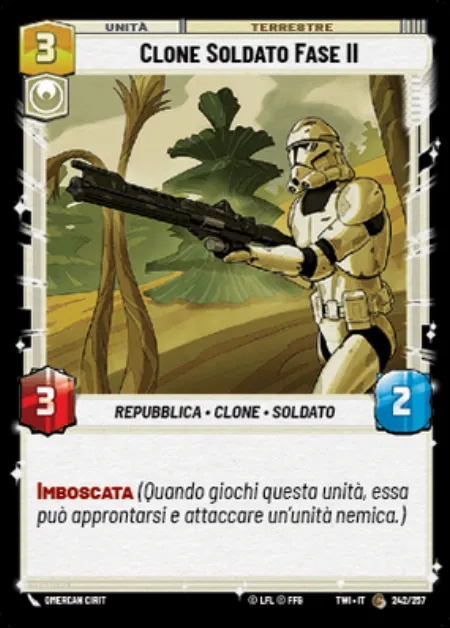 UNITÀ
TERRESTRE
3
CLONE SOLDATO FASE II
3
REPUBBLICA • CLONE • SOLDATO
2
IMBOSCATA (Quando giochi questa unità, essa
può approntarsi e attaccare un'unità nemica.)
OMERCAN CIRIT
© LFL © FFG
TWI • IT
242/257